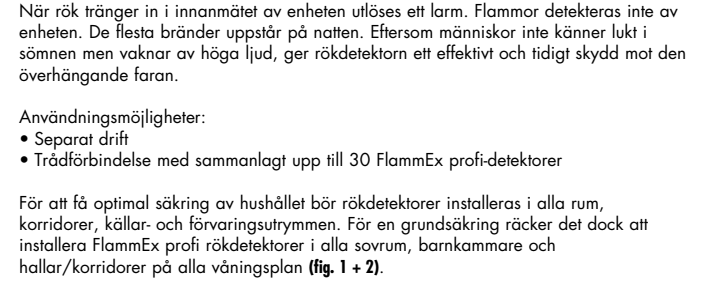 När rök tränger in i innanmätet av enheten utlöses ett larm. Flammor detekteras inte av
enheten. De flesta bränder uppstår på natten. Eftersom människor inte känner lukt i
sömnen men vaknar av höga ljud, ger rökdetektorn ett effektivt och tidigt skydd mot den
överhängande faran.
Användningsmöjligheter:
• Separat drift
• Trådförbindelse med sammanlagt upp till 30 FlammEx profi-detektorer
För att få optimal säkring av hushållet bör rökdetektorer installeras i alla rum,
korridorer, källar- och förvaringsutrymmen. För en grundsäkring räcker det dock att
installera FlammEx profi rökdetektorer i alla sovrum, barnkammare och
hallar/korridorer på alla våningsplan (fig. 1 + 2).